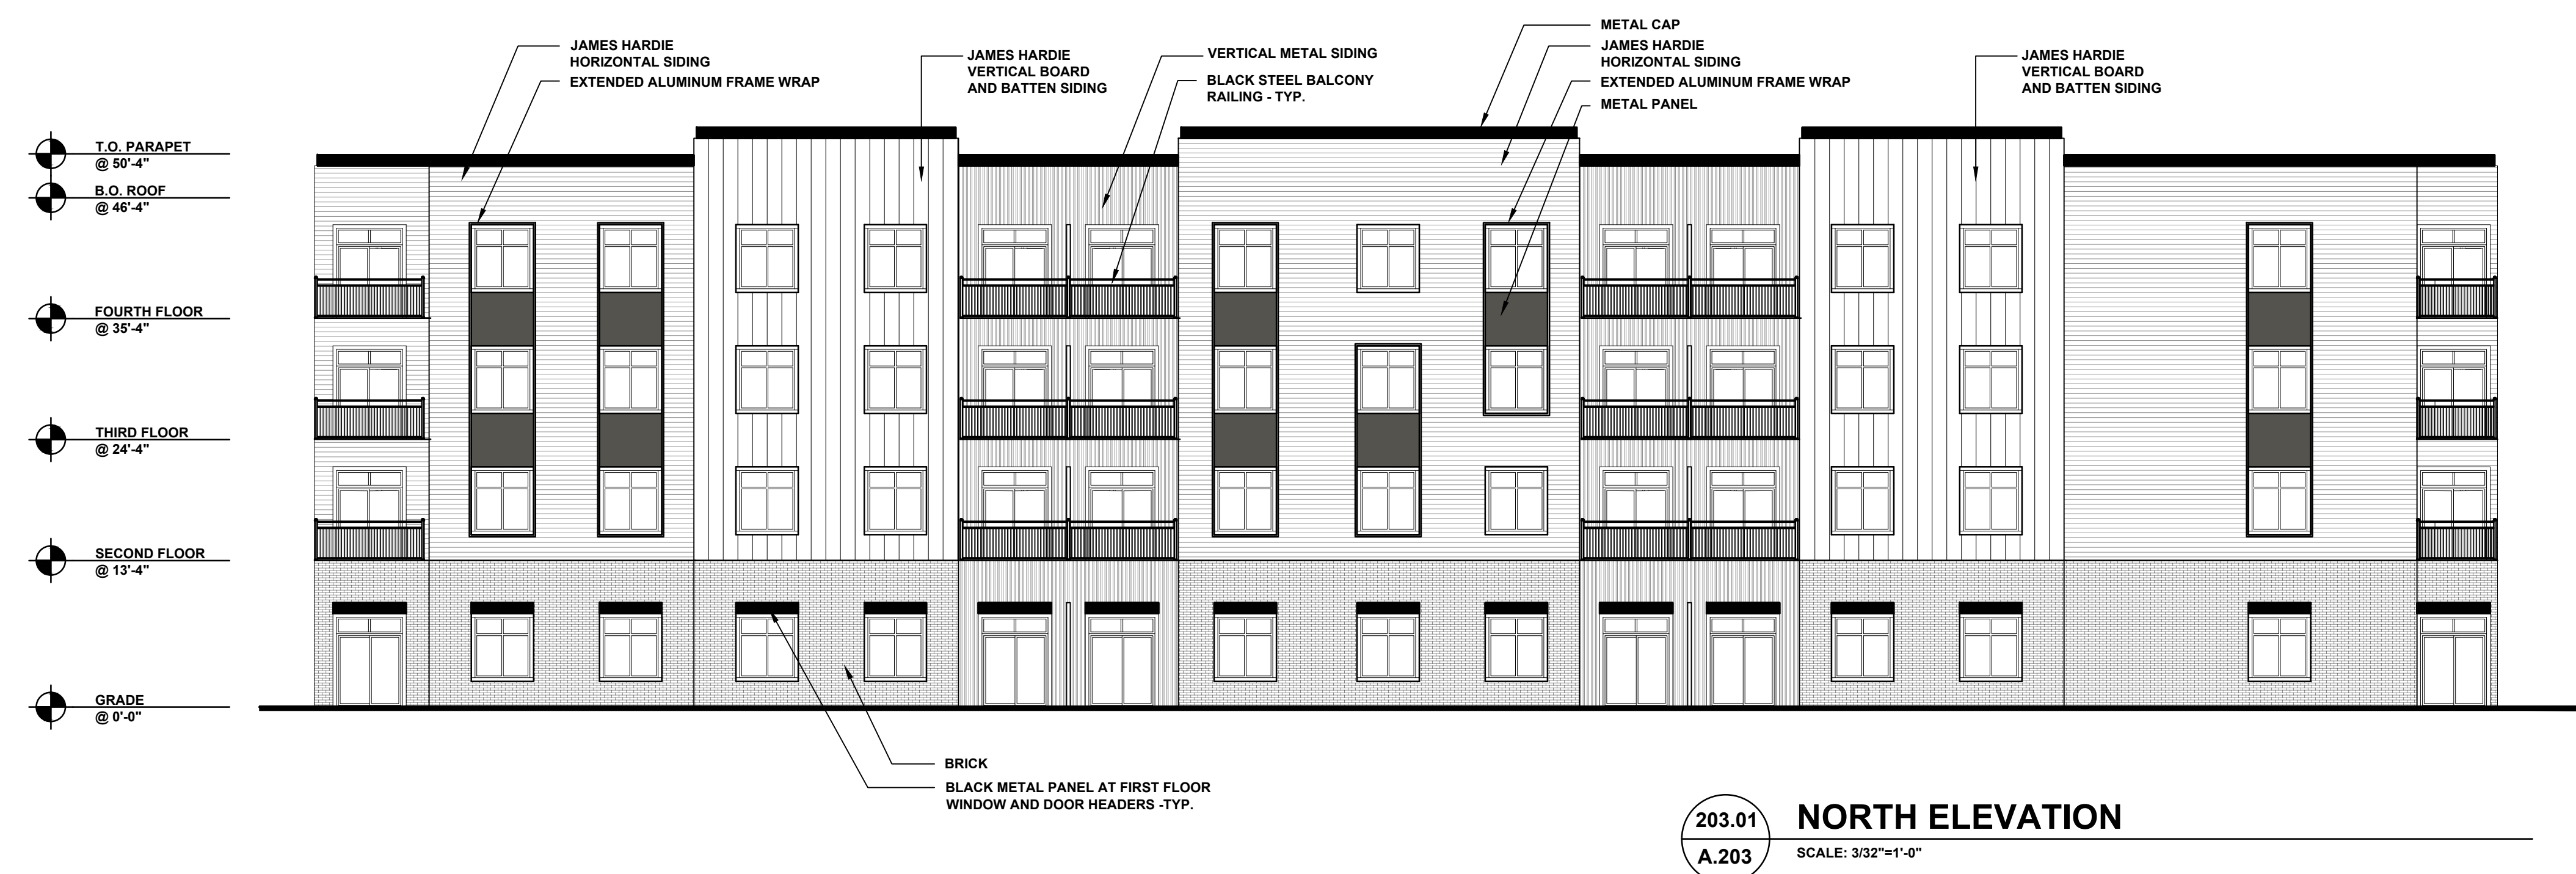 METAL CAP
JAMES HARDIE
HORIZONTAL SIDING
EXTENDED ALUMINUM FRAME WRAP
JAMES HARDIE
VERTICAL BOARD
AND BATTEN SIDING
VERTICAL METAL SIDING
BLACK STEEL BALCONY
RAILING - TYP.
JAMES HARDIE
HORIZONTAL SIDING
EXTENDED ALUMINUM FRAME WRAP
METAL PANEL
JAMES HARDIE
VERTICAL BOARD
AND BATTEN SIDING
T.O. PARAPET
@ 50'-4"
B.O. ROOF
@ 46'-4"
FOURTH FLOOR
@ 35'-4"
THIRD FLOOR
@ 24'-4"
SECOND FLOOR
@ 13'-4"
GRADE
@ 0'-0"
BRICK
BLACK METAL PANEL AT FIRST FLOOR
WINDOW AND DOOR HEADERS -TYP.
203.01
A.203
NORTH ELEVATION
SCALE: 3/32"=1'-0"